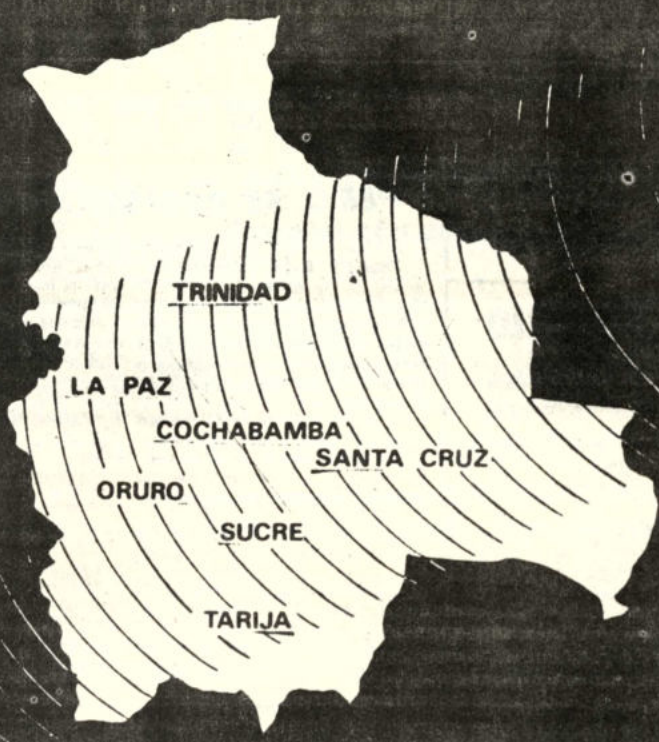 TRINIDAD
LA PAZ
COCHABAMBA
SANTA CRUZ
ORURO
SUCRE
TARIJA